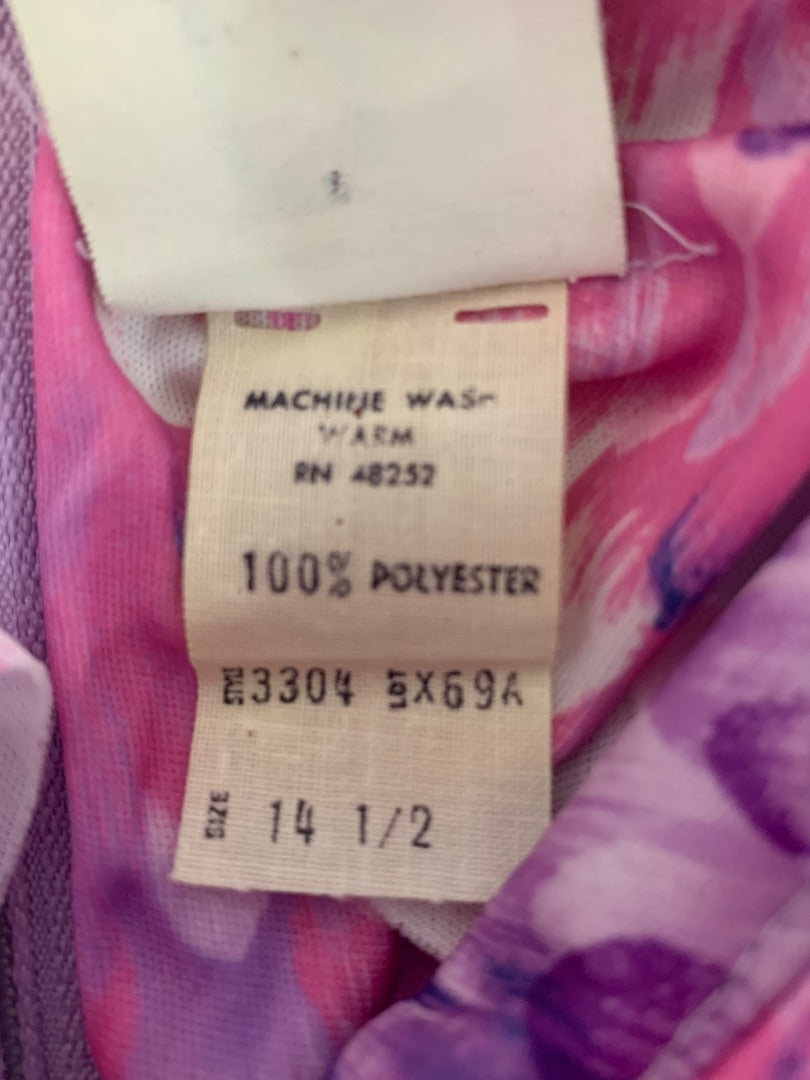 MACHINE WASH
WARM
RN 48252
100% POLYESTER
STYLE 3304 LOT X69A
SIZE 14 1/2